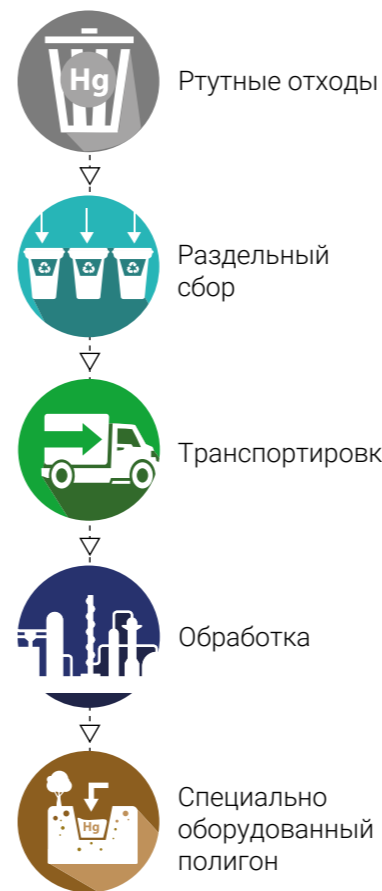 Hg
Ртутные отходы
Раздельный
сбор
Транспортировк
Обработка
Hg
Специально
оборудованный
полигон